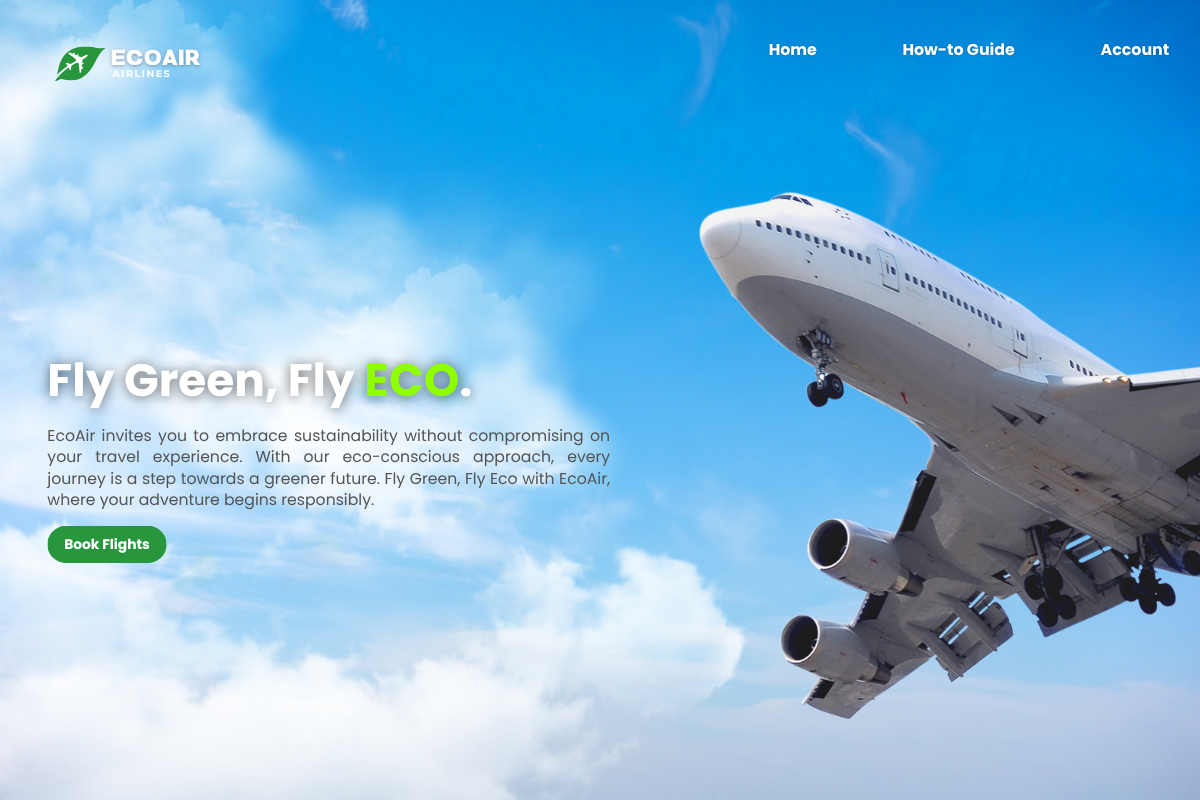 ECOAIR
AIRLINES
Home
How-to Guide
Account
Fly Green, Fly ECO.
EcoAir invites you to embrace sustainability without compromising on
your travel experience. With our eco-conscious approach, every
journey is a step towards a greener future. Fly Green, Fly Eco with EcoAir,
where your adventure begins responsibly.
Book Flights